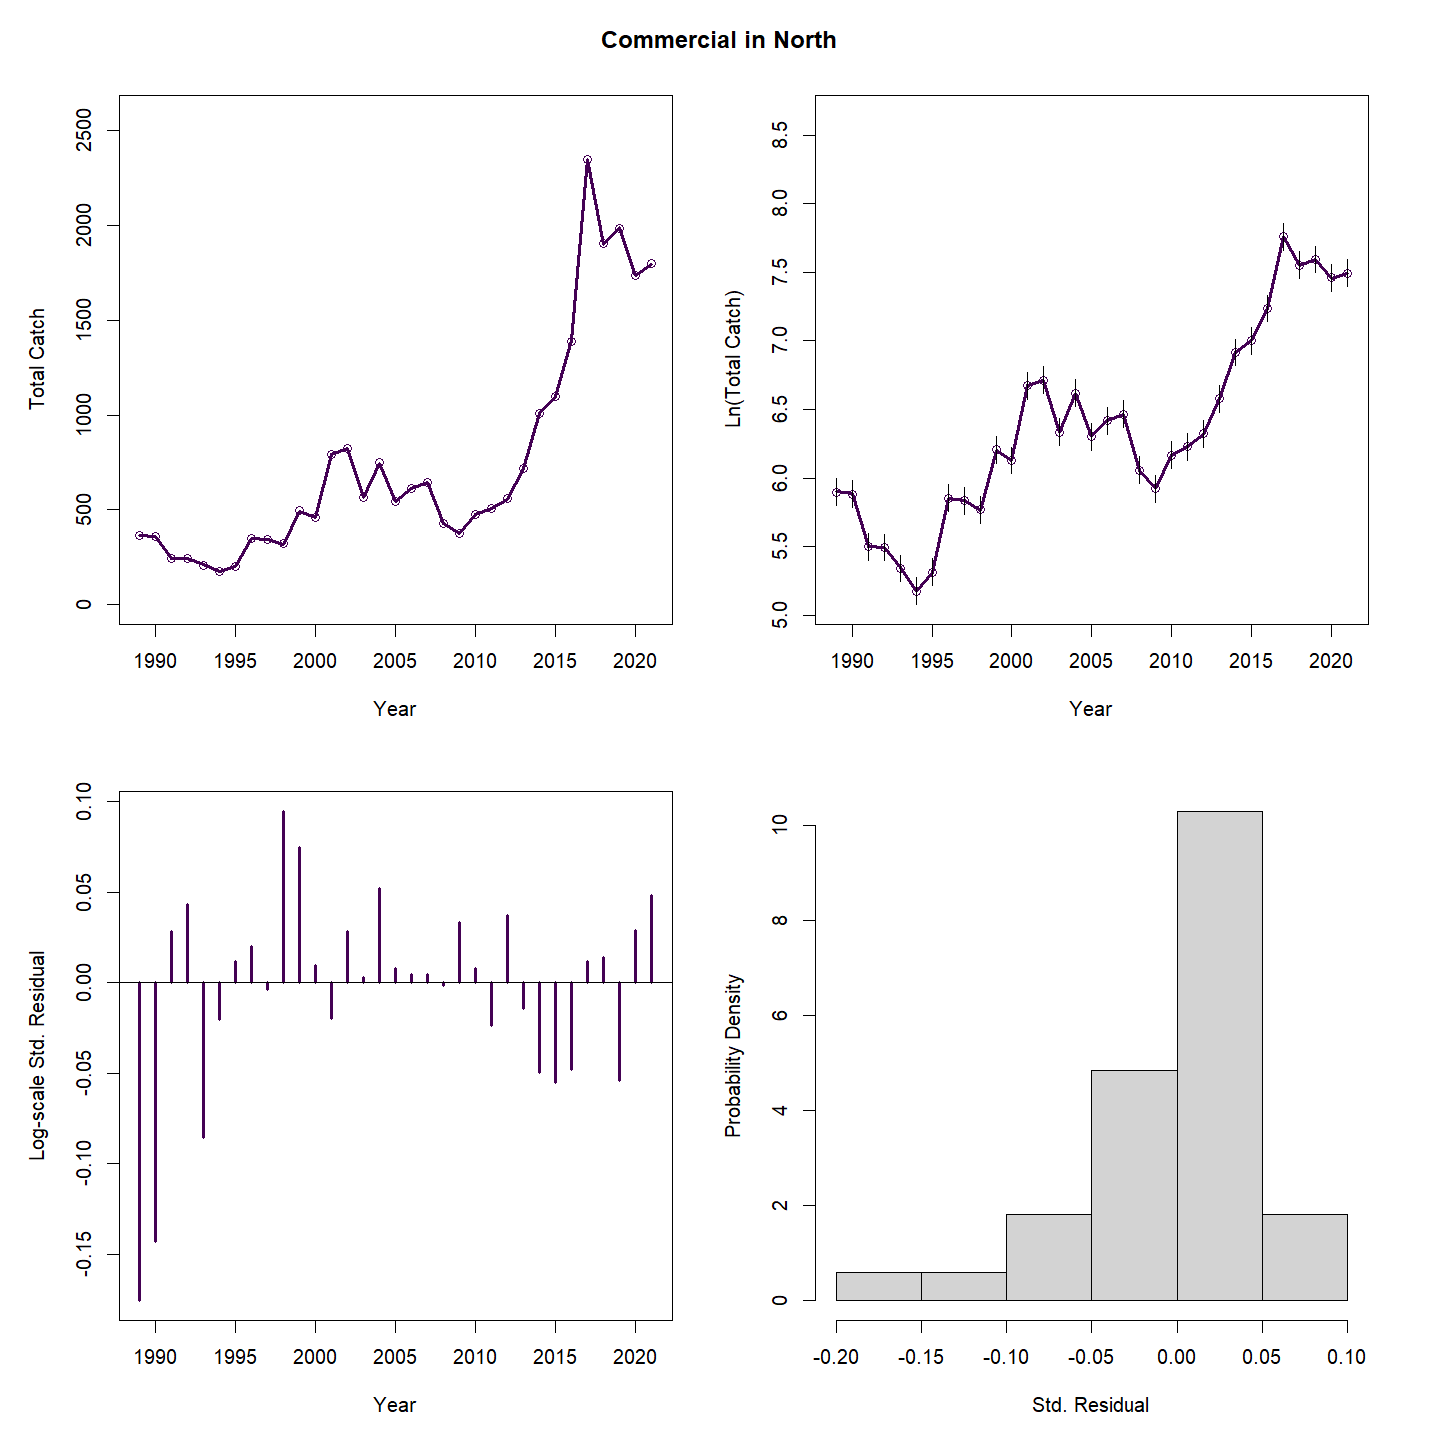 Commercial in North
Total Catch
2500
2000
1500
1000
500
0
1990 1995 2000 2005 2010 2015 2020
Year
Ln(Total Catch)
8.5
8.0
7.5
7.0
6.5
6.0
5.5
5.0
1990 1995 2000 2005 2010 2015 2020
Year
Log-scale Std. Residual
0.10
0.05
0.00
-0.05
-0.10
-0.15
1990 1995 2000 2005 2010 2015 2020
Year
Probability Density
10
8
6
4
2
0
-0.20 -0.15 -0.10 -0.05 0.00 0.05 0.10
Std. Residual